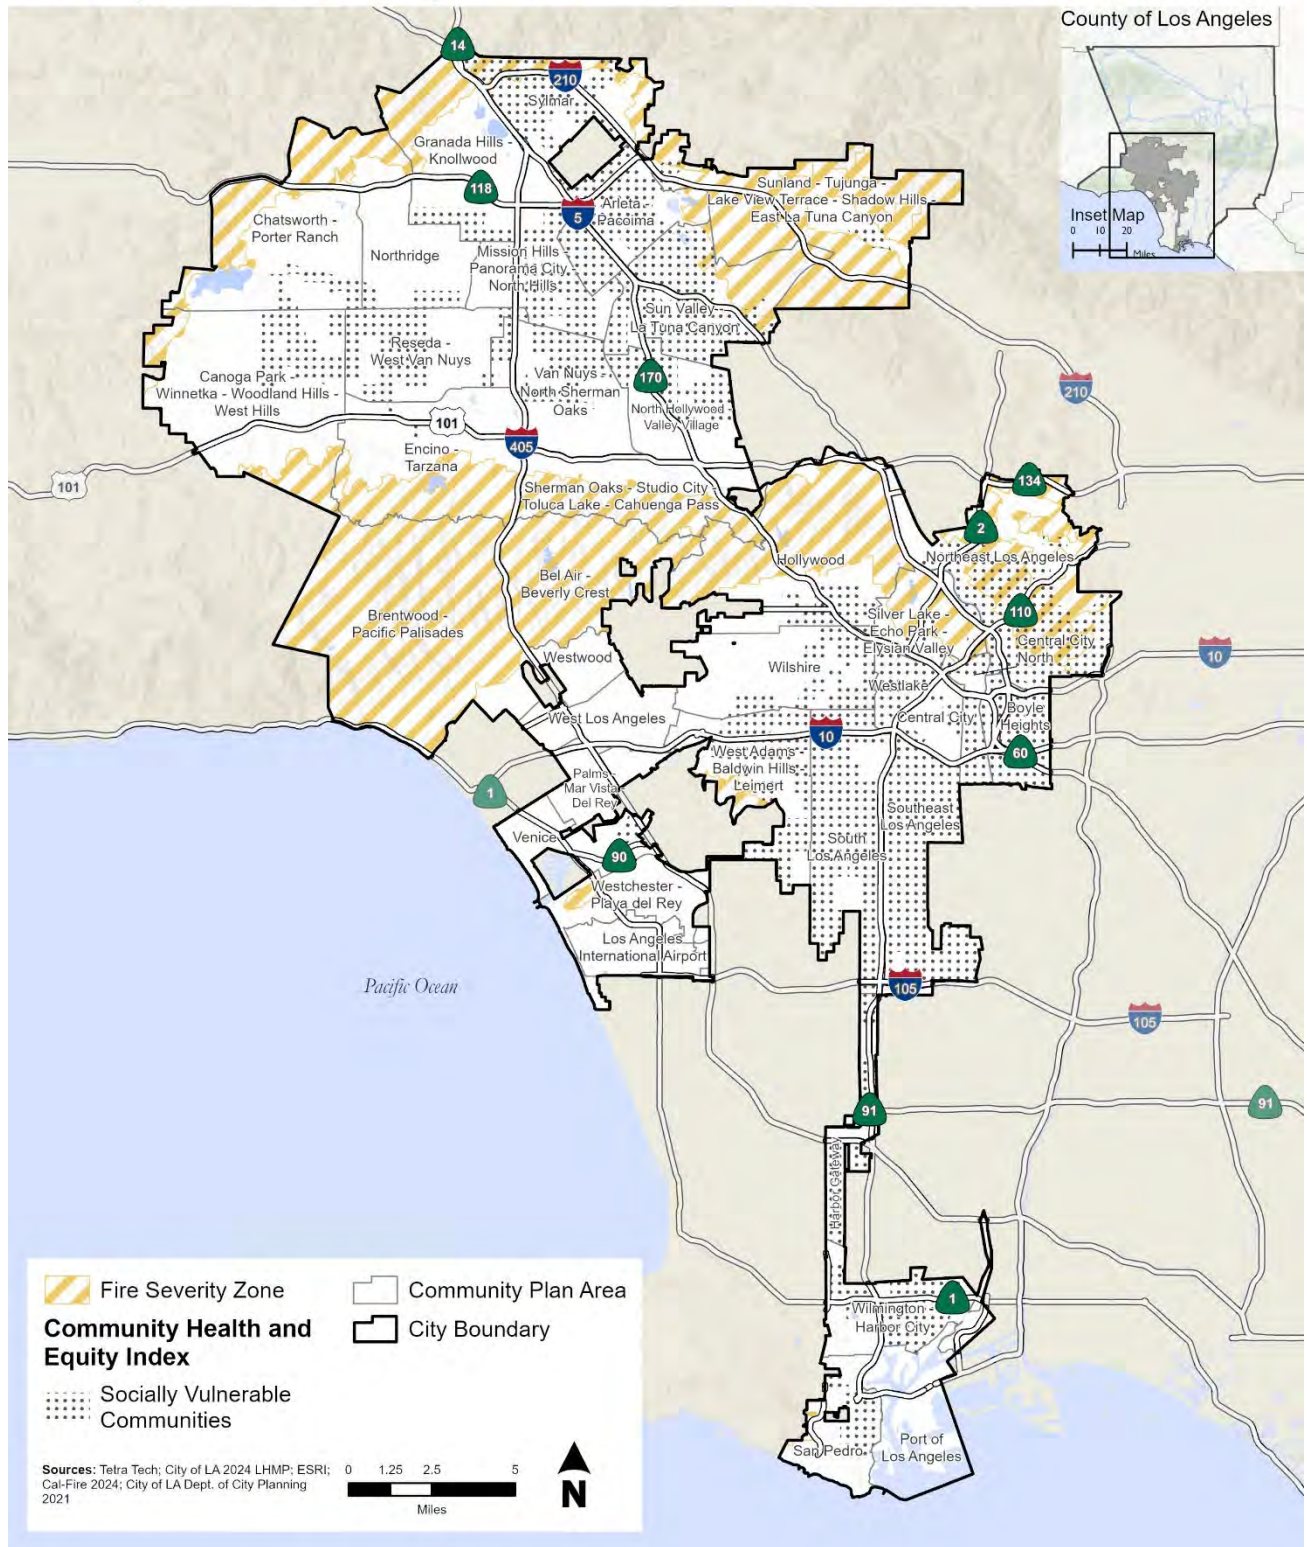 County of Los Angeles
Inset Map
0 10 20
Miles
14
210
Sylmar
Granada Hills -
Knollwood
118
5
Arleta -
Pacoima
Sunland - Tujunga -
Lake View Terrace - Shadow Hills -
East La Tuna Canyon
Chatsworth -
Porter Ranch
Northridge
Mission Hills -
Panorama City -
North Hills
Sun Valley -
La Tuna Canyon
Reseda -
West Van Nuys
Canoga Park -
Winnetka - Woodland Hills -
West Hills
Van Nuys -
North Sherman
Oaks
170
North Hollywood -
Valley Village
210
101
405
Encino -
Tarzana
101
134
Sherman Oaks - Studio City -
Toluca Lake - Cahuenga Pass
2
Northeast Los Angeles
Hollywood
Bel Air -
Beverly Crest
110
Brentwood -
Pacific Palisades
Silver Lake -
Echo Park -
Elysian Valley
Central City
North
10
Westwood
Wilshire
Westlake
West Los Angeles
Central City
Boyle
Heights
10
60
West Adams -
Baldwin Hills -
Leimert
1
Palms -
Mar Vista -
Del Rey
Southeast
Los Angeles
Venice
South
Los Angeles
90
Westchester -
Playa del Rey
Los Angeles
International Airport
Pacific Ocean
105
105
91
91
Harbor Gateway
1
Wilmington -
Harbor City
San Pedro
Port of
Los Angeles
Fire Severity Zone
Community Plan Area
Community Health and
Equity Index
City Boundary
Socially Vulnerable
Communities
Sources: Tetra Tech; City of LA 2024 LHMP; ESRI;
Cal-Fire 2024; City of LA Dept. of City Planning
2021
0 1.25 2.5 5
Miles
N